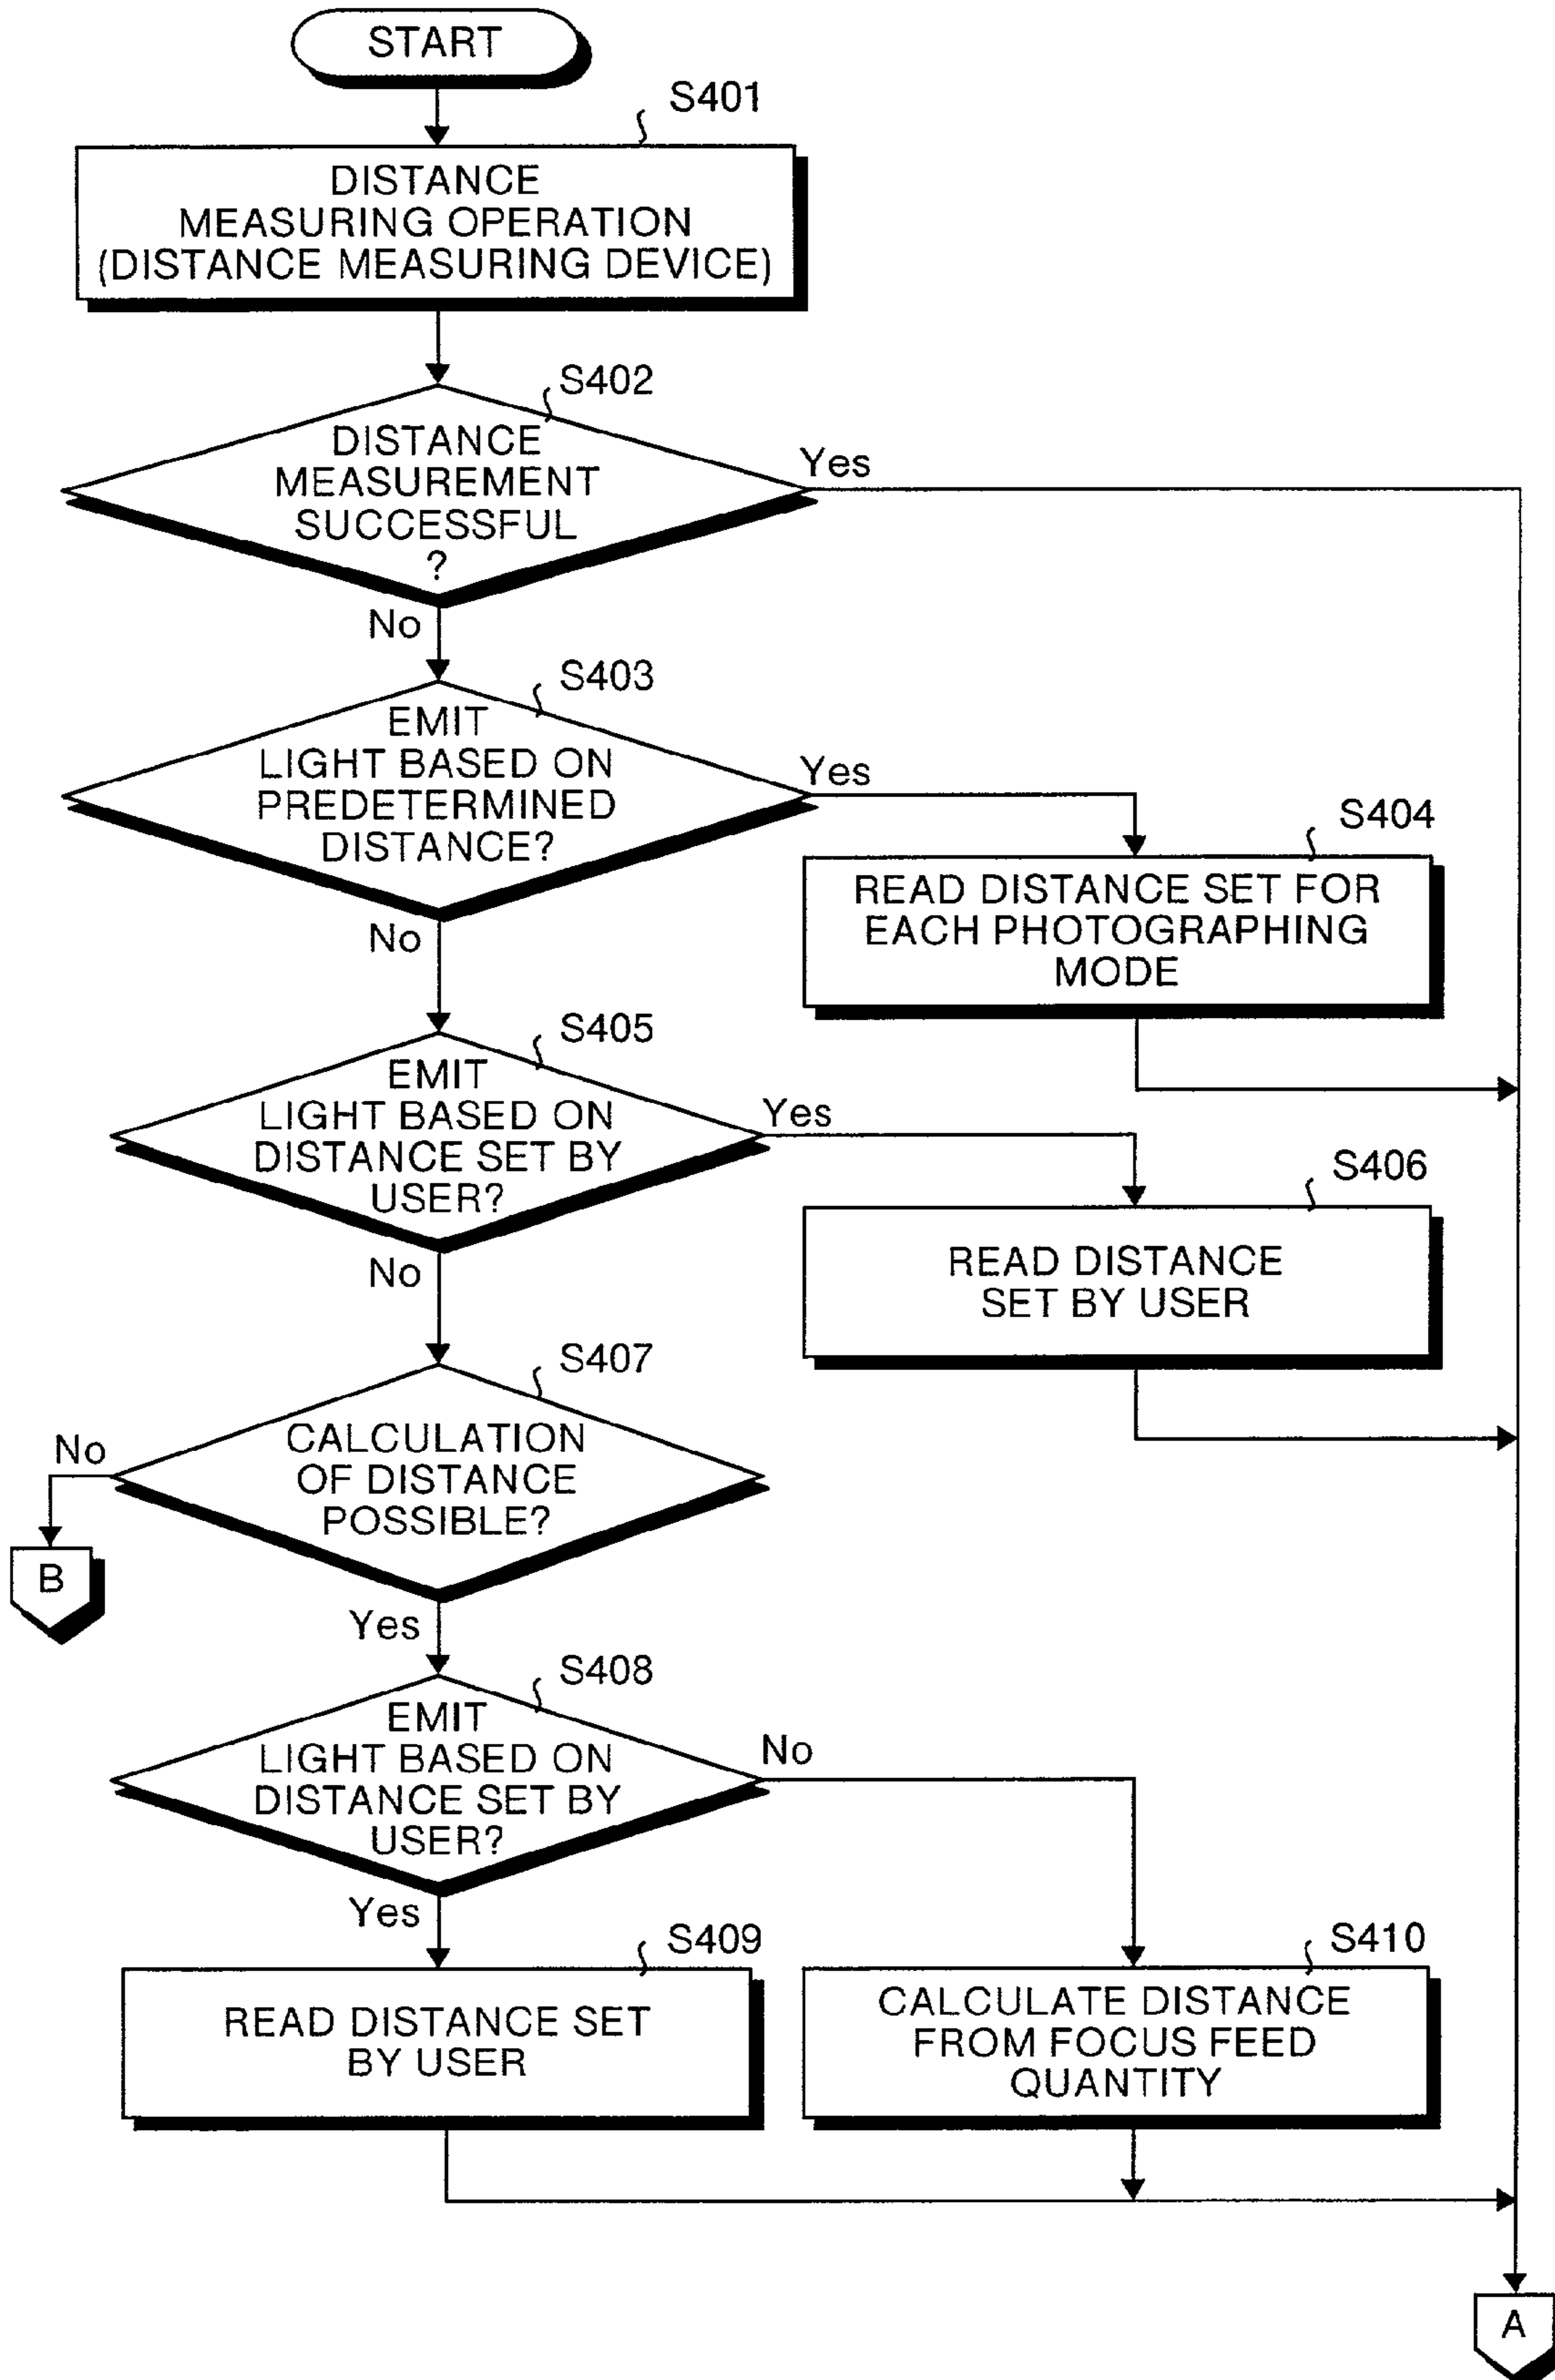 START
S401
DISTANCE
MEASURING OPERATION
(DISTANCE MEASURING DEVICE)
S402
DISTANCE
MEASUREMENT
SUCCESSFUL
?
Yes
No
S403
EMIT
LIGHT BASED ON
PREDETERMINED
DISTANCE?
Yes
No
S404
READ DISTANCE SET FOR
EACH PHOTOGRAPHING
MODE
S405
EMIT
LIGHT BASED ON
DISTANCE SET BY
USER?
Yes
No
S406
READ DISTANCE
SET BY USER
S407
CALCULATION
OF DISTANCE
POSSIBLE?
No
B
Yes
S408
EMIT
LIGHT BASED ON
DISTANCE SET BY
USER?
No
Yes
S409
READ DISTANCE SET
BY USER
S410
CALCULATE DISTANCE
FROM FOCUS FEED
QUANTITY
A